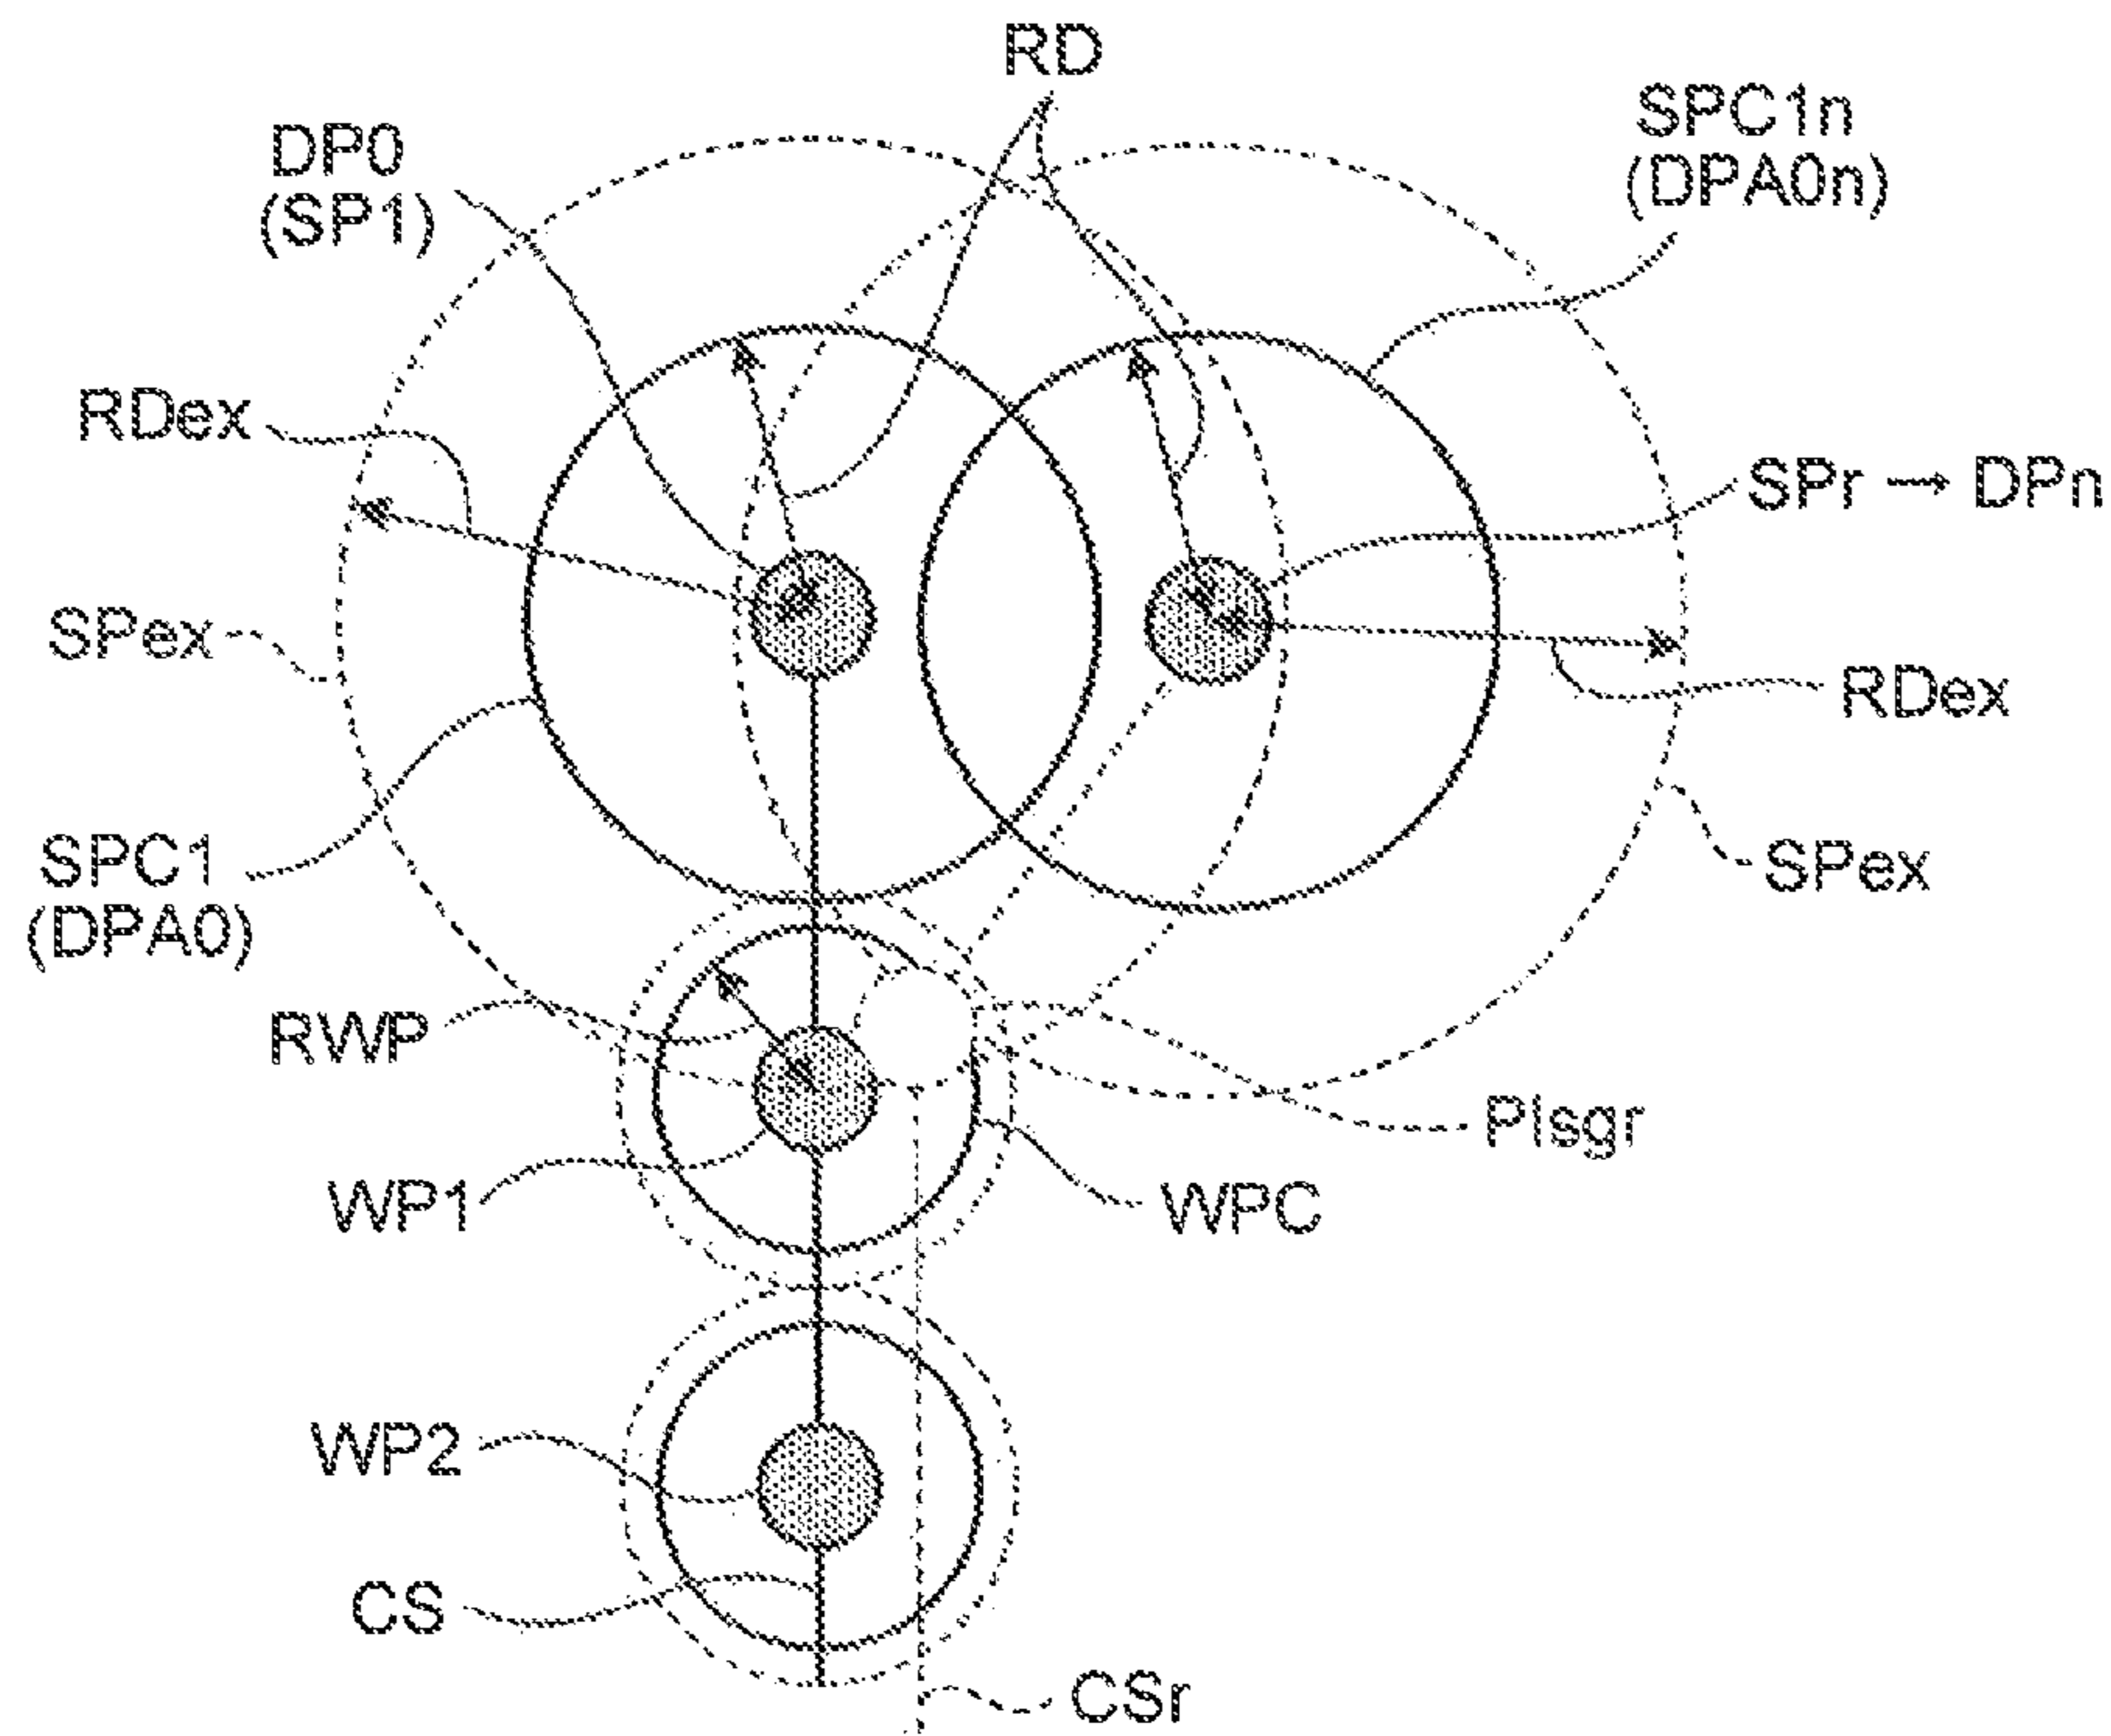 RD
SPC1n
(DPA0n)
DP0
(SP1)
RDex
SPr → DPn
SPex
RDex
SPC1
(DPA0)
SPex
RWP
PIsgr
WP1
WPC
WP2
CS
CSr